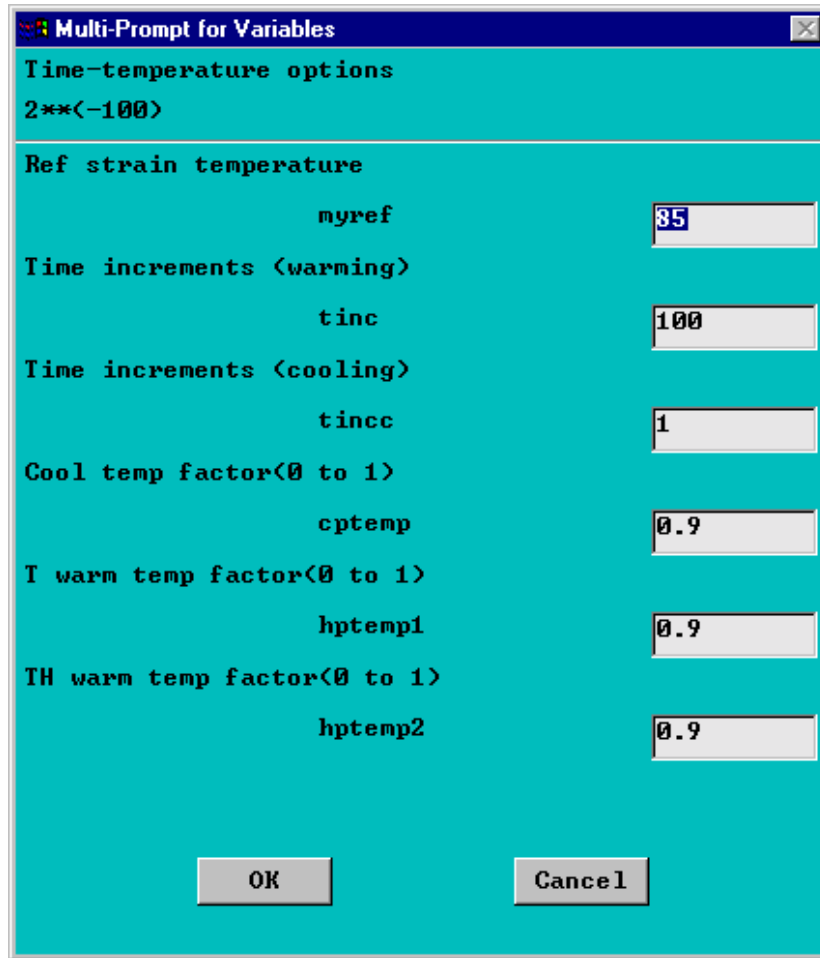 Multi-Prompt for Variables
Time-temperature options
2**(-100)
Ref strain temperature
myref 85
Time increments (warming)
tinc 100
Time increments (cooling)
tincc 1
Cool temp factor(0 to 1)
cptemp 0.9
T warm temp factor(0 to 1)
hptemp1 0.9
TH warm temp factor(0 to 1)
hptemp2 0.9
OK Cancel